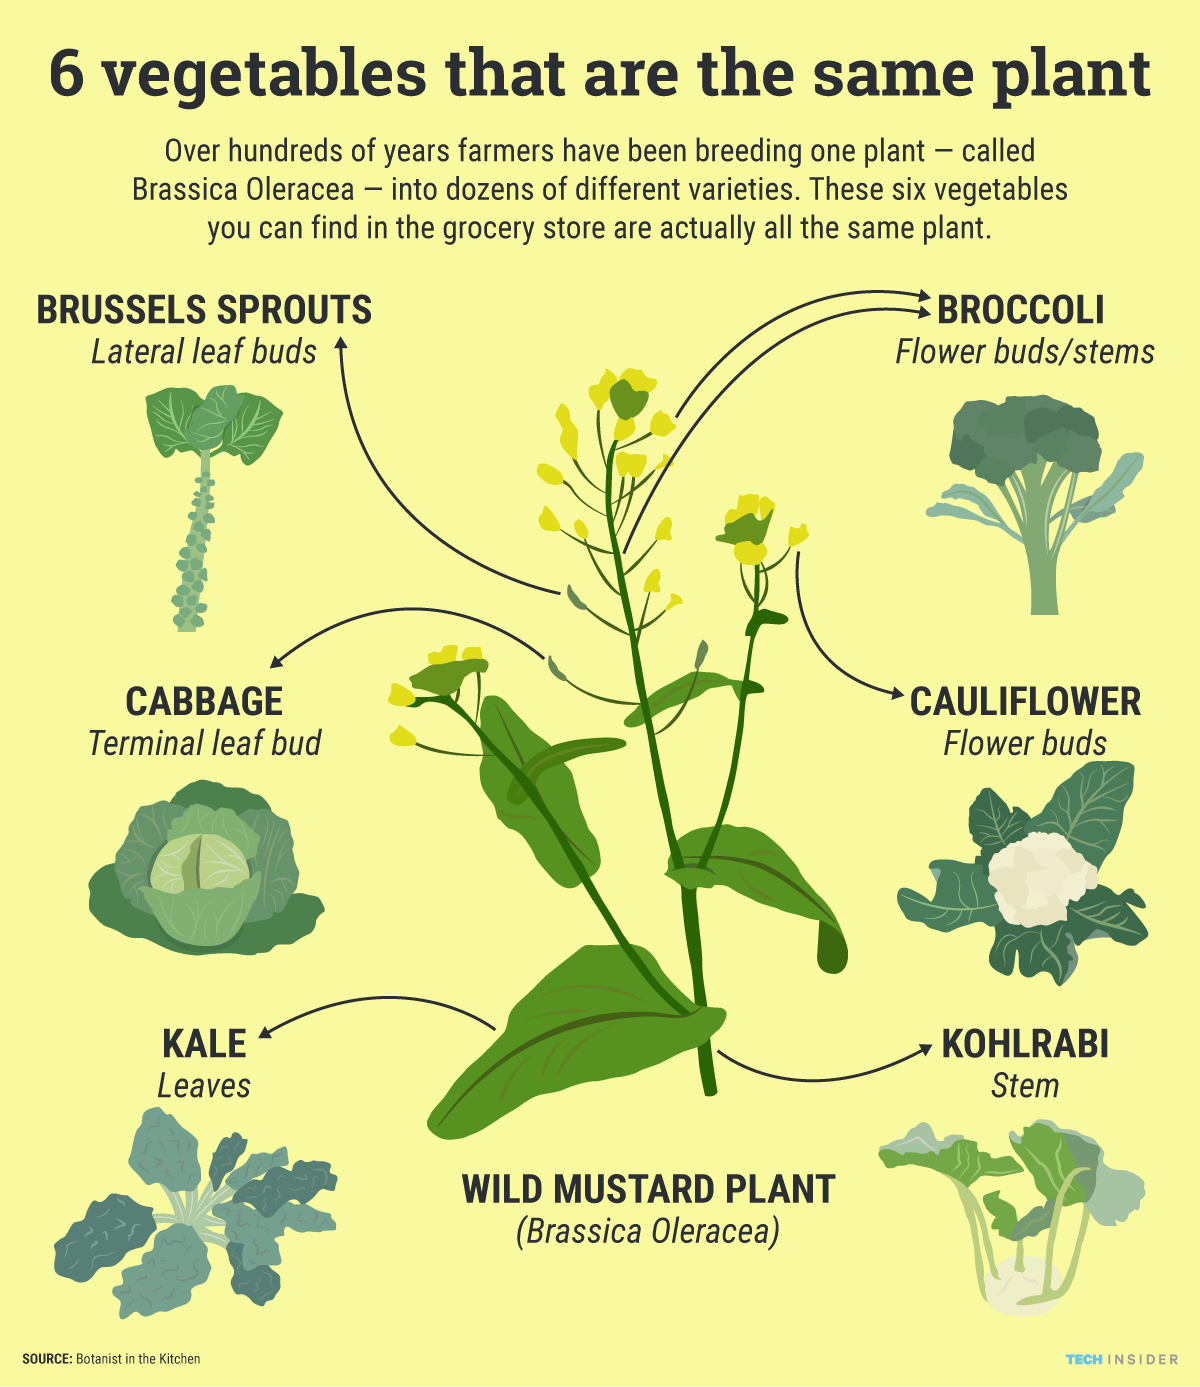 6 vegetables that are the same plant
Over hundreds of years farmers have been breeding one plant — called
Brassica Oleracea — into dozens of different varieties. These six vegetables
you can find in the grocery store are actually all the same plant.
BRUSSELS SPROUTS
Lateral leaf buds
BROCCOLI
Flower buds/stems
CABBAGE
Terminal leaf bud
CAULIFLOWER
Flower buds
KALE
Leaves
KOHLRABI
Stem
WILD MUSTARD PLANT
(Brassica Oleracea)
SOURCE: Botanist in the Kitchen
TECH INSIDER